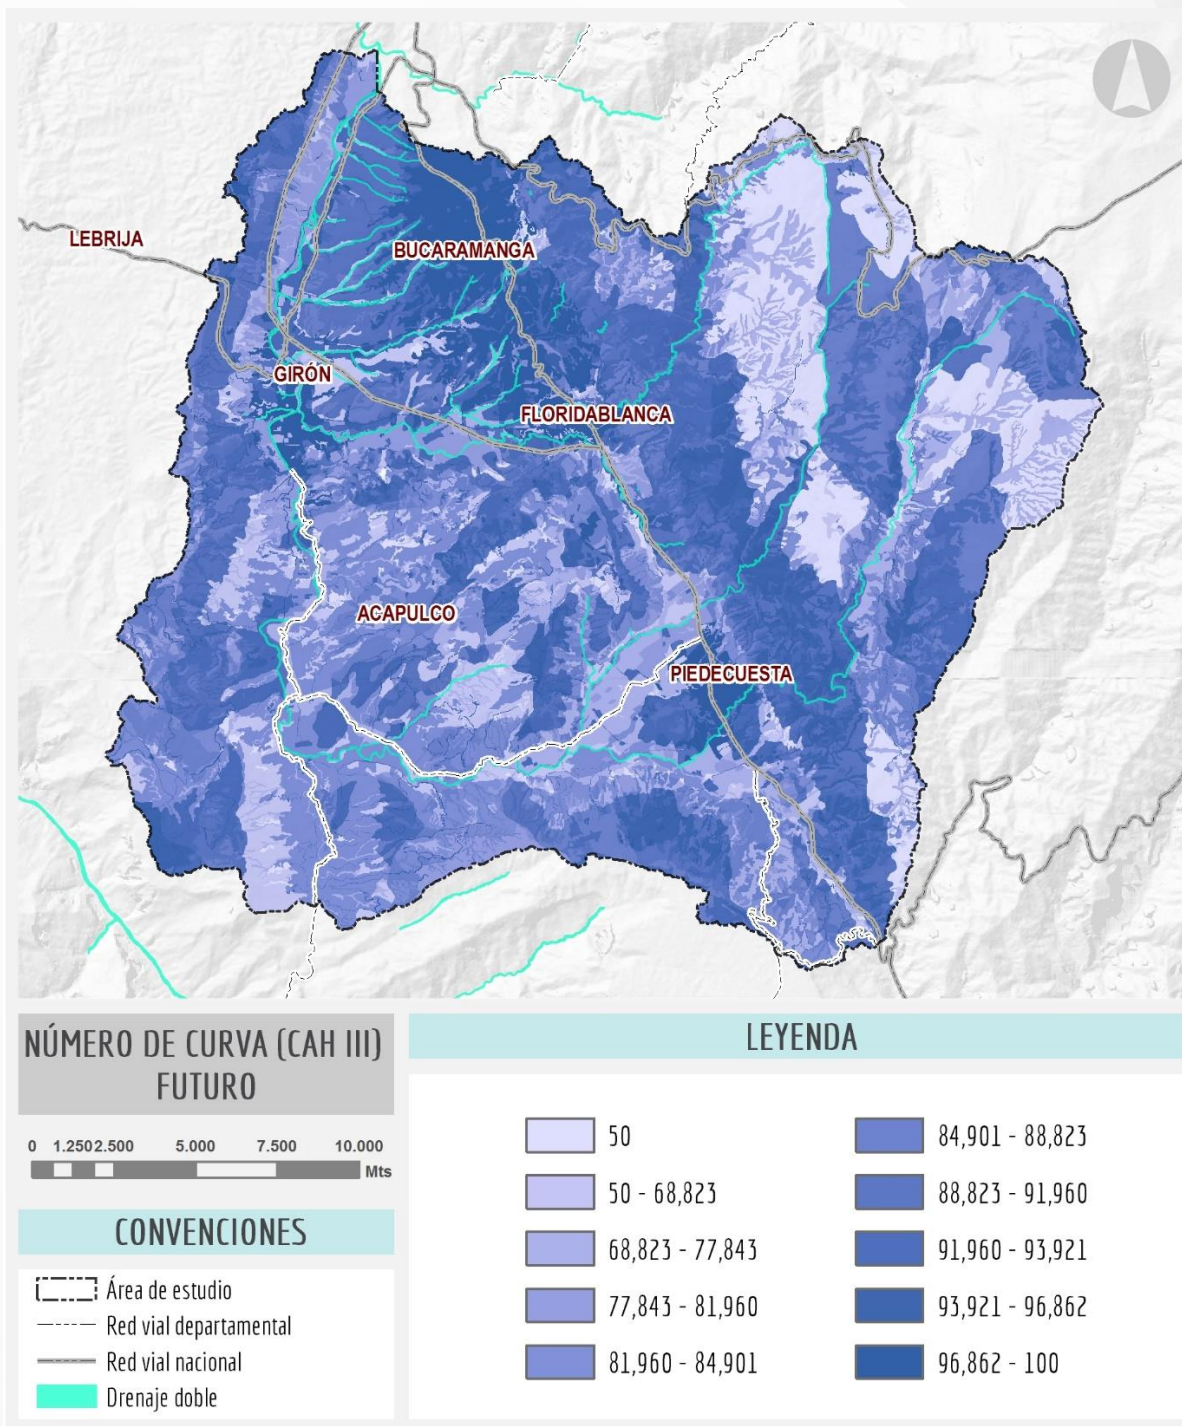 LEBRIJA
BUCARAMANGA
GIRÓN
FLORIDABLANCA
ACAPULCO
PIEDECUESTA
NÚMERO DE CURVA (CAH III)
FUTURO
0 1.250 2.500 5.000 7.500 10.000
Mts
CONVENCIONES
Área de estudio
Red vial departamental
Red vial nacional
Drenaje doble
LEYENDA
50
50 - 68,823
68,823 - 77,843
77,843 - 81,960
81,960 - 84,901
84,901 - 88,823
88,823 - 91,960
91,960 - 93,921
93,921 - 96,862
96,862 - 100